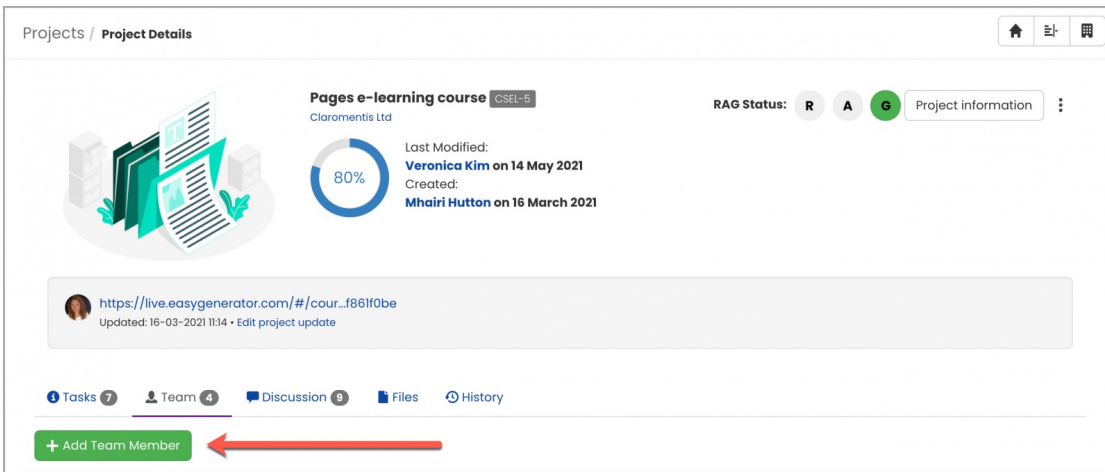 Projects / Project Details
Pages e-learning course CSEL-5
Claromentis Ltd
RAG Status: R A G Project information
80%
Last Modified:
Veronica Kim on 14 May 2021
Created:
Mhairi Hutton on 16 March 2021
https://live.easygenerator.com/#/cour...f861f0be
Updated: 16-03-2021 11:14 • Edit project update
Tasks 7 Team 4 Discussion 9 Files History
+ Add Team Member